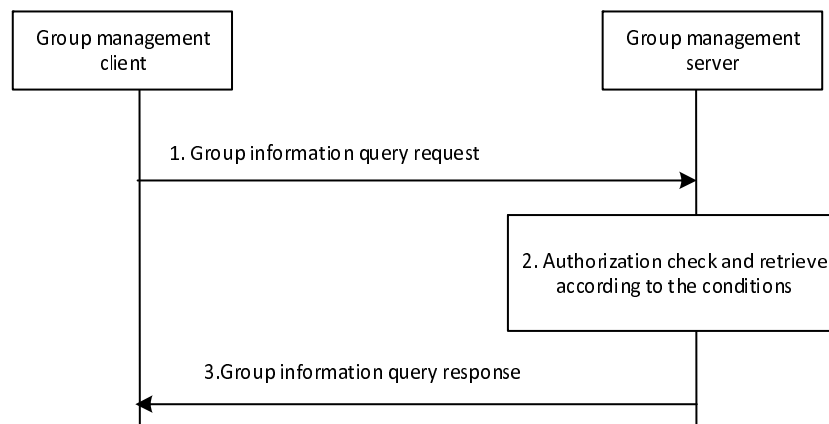 Group management
client
Group management
server
1. Group information query request
2. Authorization check and retrieve
according to the conditions
3.Group information query response